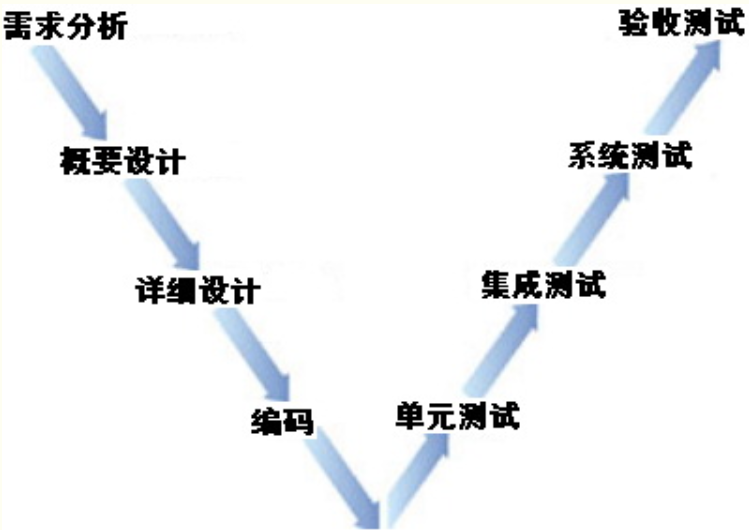 需求分析
验收测试
概要设计
系统测试
详细设计
集成测试
编码
单元测试